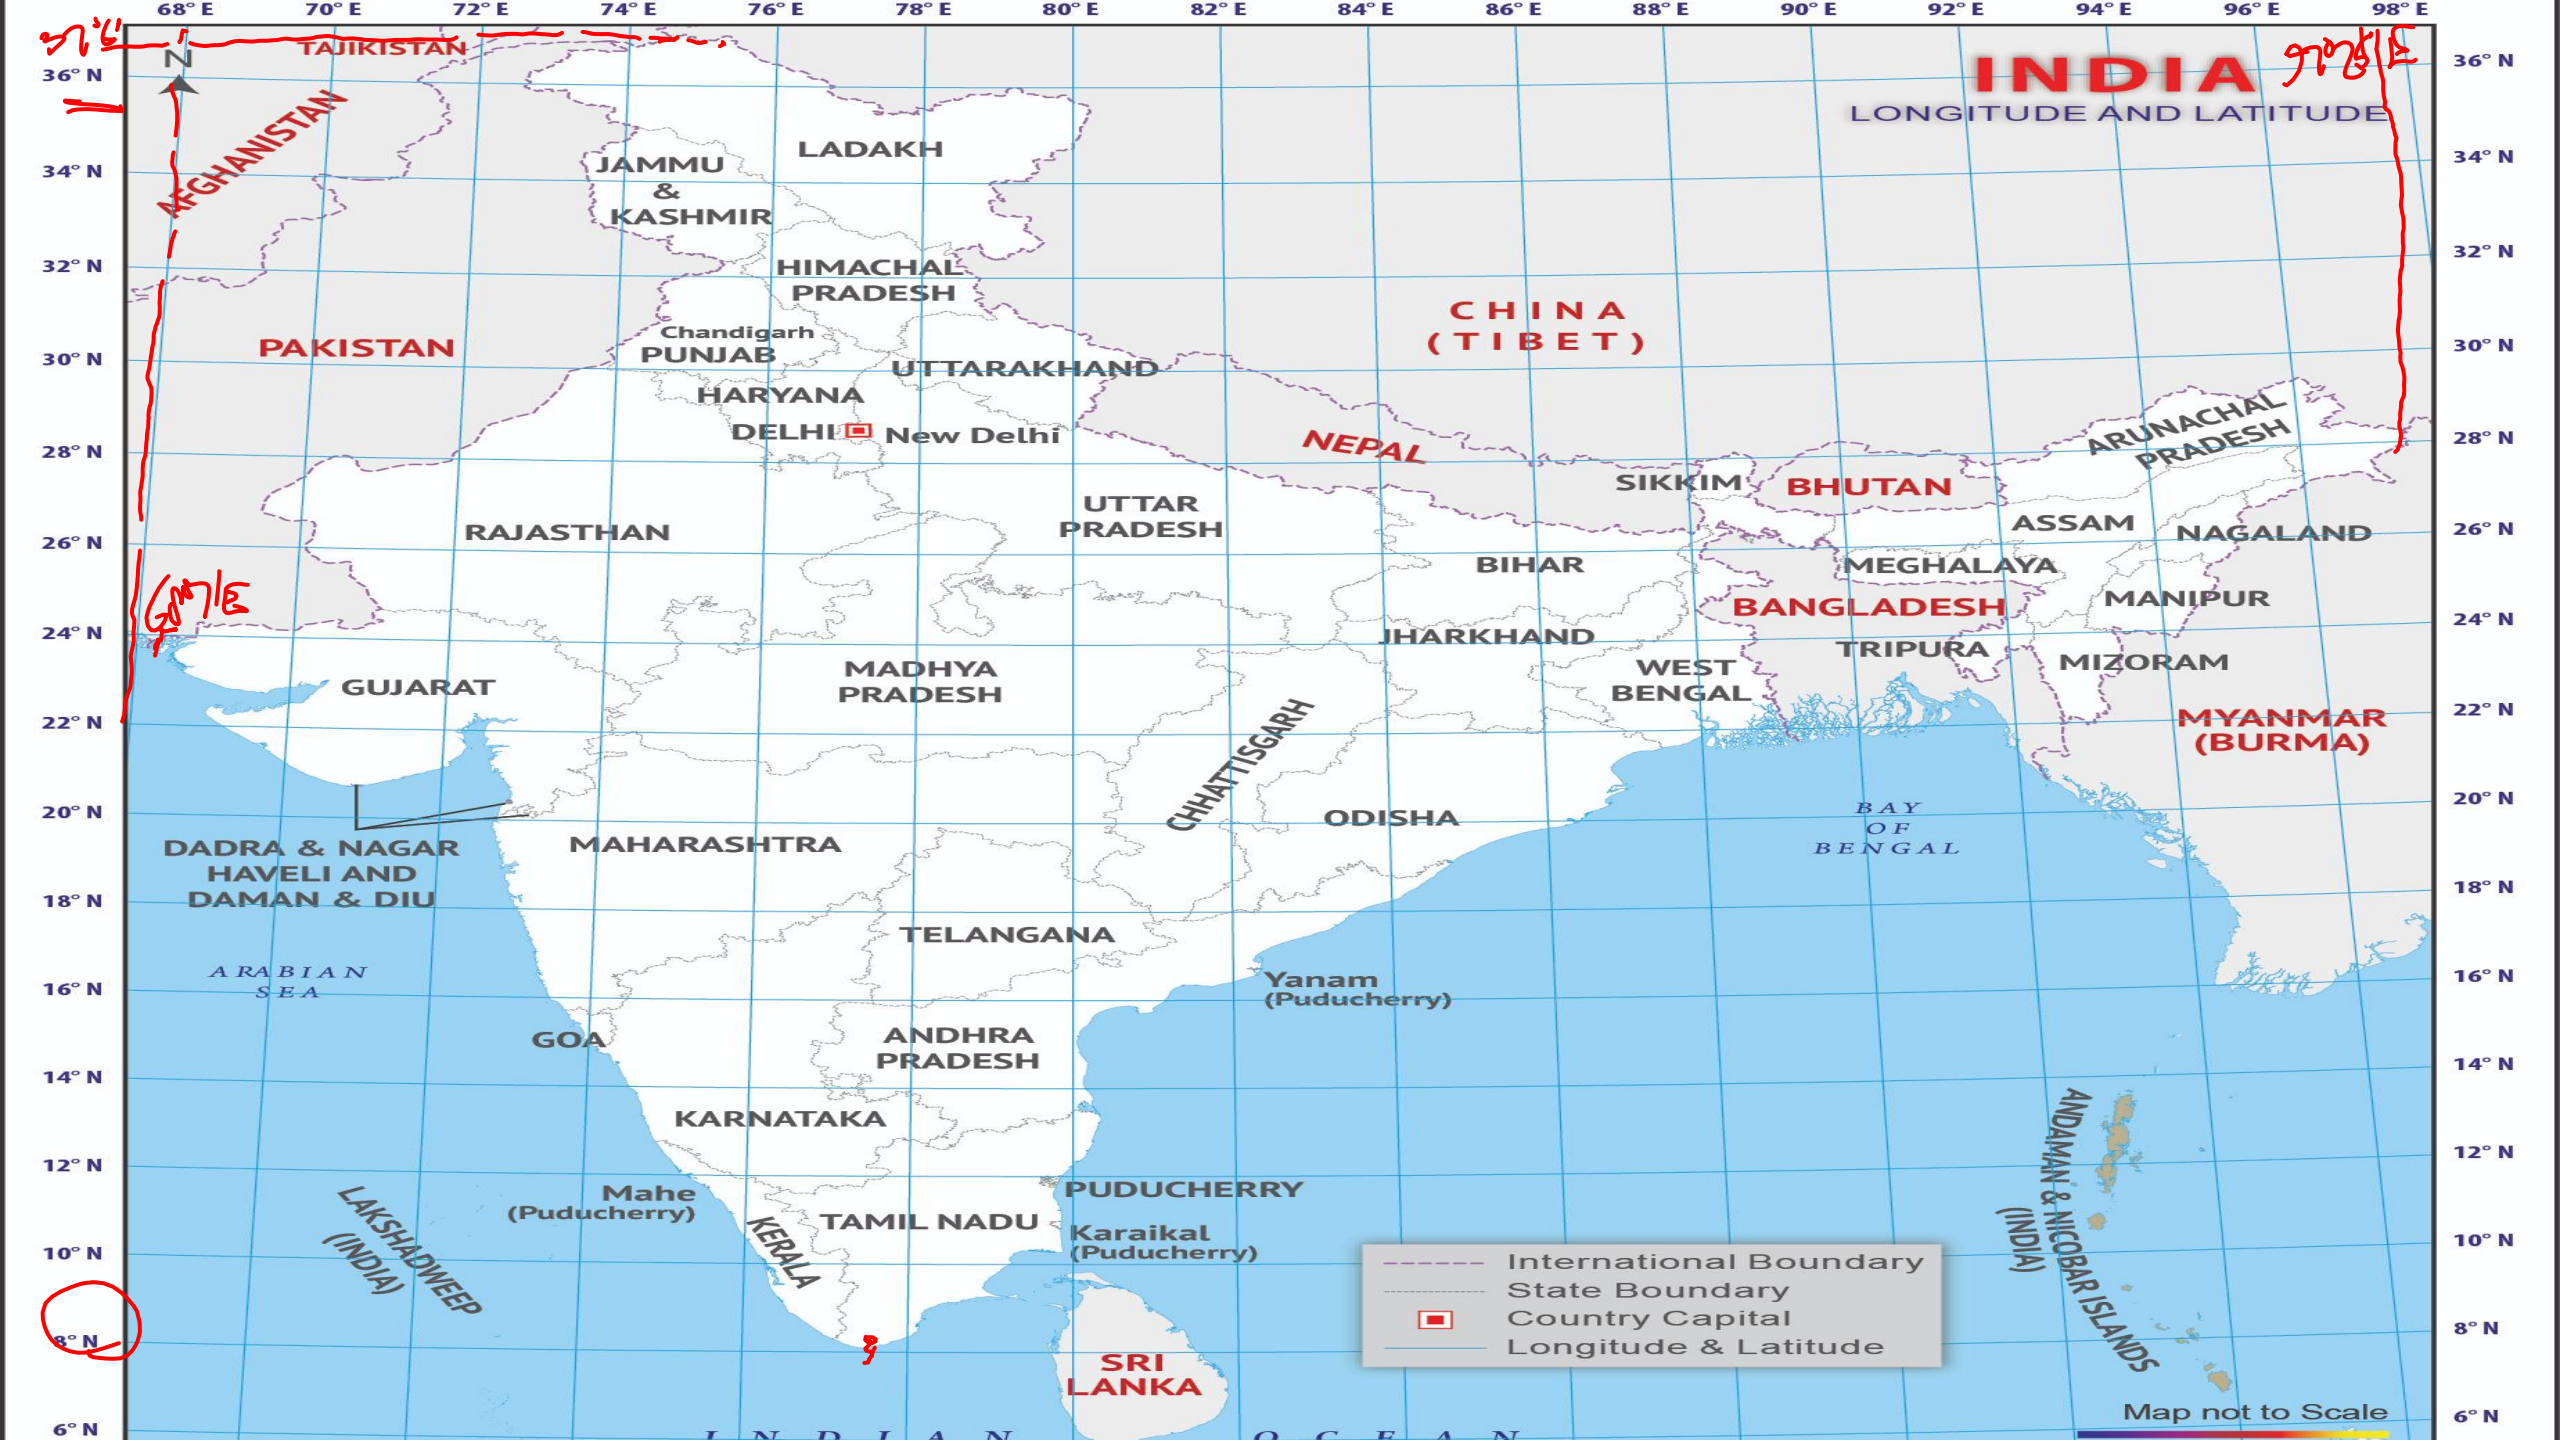 68°E 70°E 72°E 74°E 76°E 78°E 80°E 82°E 84°E 86°E 88°E 90°E 92°E 94°E 96°E 98°E
TAJIKISTAN
N
36°N
36°N
INDIA
LONGITUDE AND LATITUDE
AFGHANISTAN
LADAKH
34°N
34°N
JAMMU
&
KASHMIR
32°N
32°N
HIMACHAL
PRADESH
CHINA
(TIBET)
Chandigarh
PUNJAB
PAKISTAN
30°N
30°N
UTTARAKHAND
HARYANA
DELHI
New Delhi
NEPAL
ARUNACHAL
PRADESH
28°N
28°N
SIKKIM
BHUTAN
UTTAR
PRADESH
RAJASTHAN
ASSAM
NAGALAND
26°N
26°N
BIHAR
MEGHALAYA
MANIPUR
BANGLADESH
24°N
24°N
JHARKHAND
TRIPURA
MIZORAM
MADHYA
PRADESH
WEST
BENGAL
GUJARAT
22°N
22°N
MYANMAR
(BURMA)
CHHATTISGARH
20°N
20°N
BAY
OF
BENGAL
ODISHA
MAHARASHTRA
DADRA & NAGAR
HAVELI AND
DAMAN & DIU
18°N
18°N
TELANGANA
ARABIAN
SEA
16°N
16°N
Yanam
(Puducherry)
GOA
ANDHRA
PRADESH
14°N
14°N
KARNATAKA
ANDAMAN & NICOBAR ISLANDS
(INDIA)
12°N
12°N
PUDUCHERRY
Mahe
(Puducherry)
LAKSHADWEEP
(INDIA)
KERALA
TAMIL NADU
Karaikal
(Puducherry)
10°N
10°N
International Boundary
State Boundary
Country Capital
Longitude & Latitude
8°N
8°N
SRI
LANKA
Map not to Scale
6°N
6°N
INDIAN OCEAN